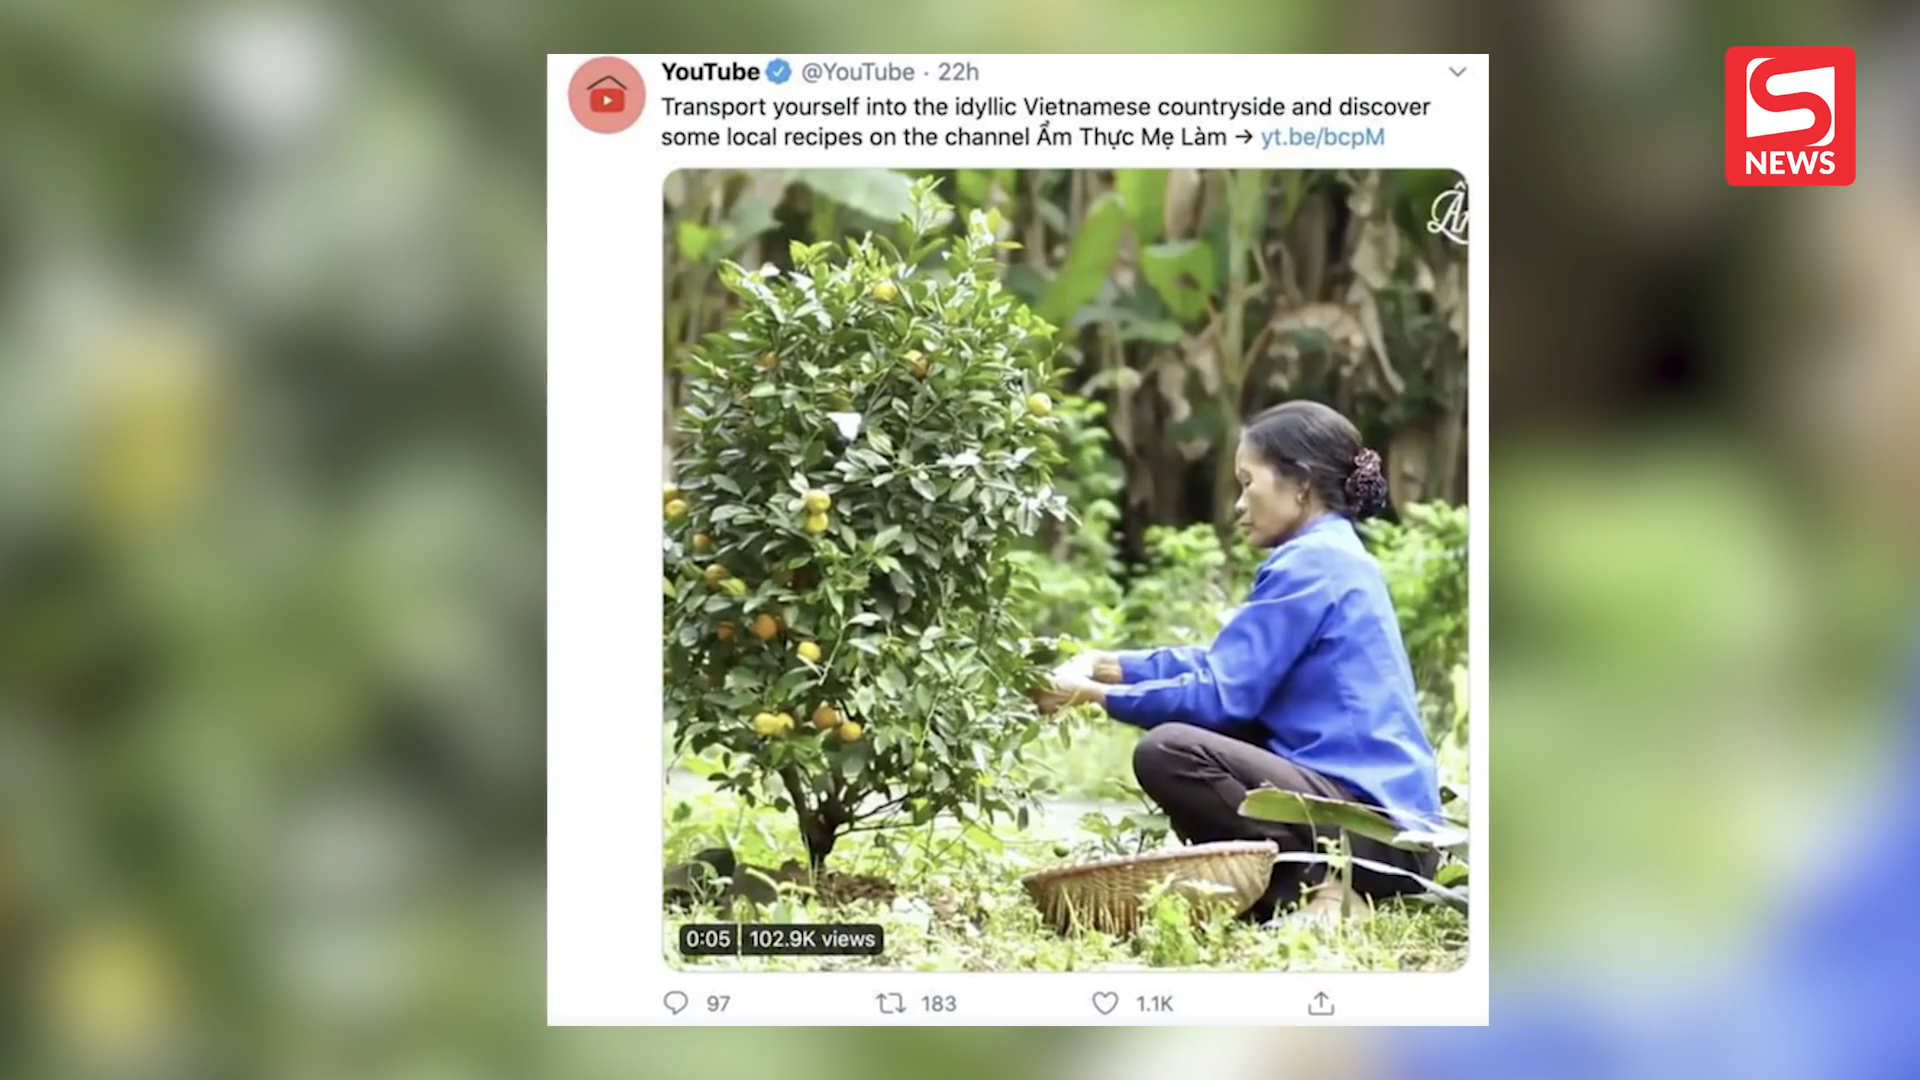 YouTube @YouTube · 22h
Transport yourself into the idyllic Vietnamese countryside and discover
some local recipes on the channel Ẩm Thực Mẹ Làm → yt.be/bcpM
S
NEWS
0:05 102.9K views
97 183 1.1K